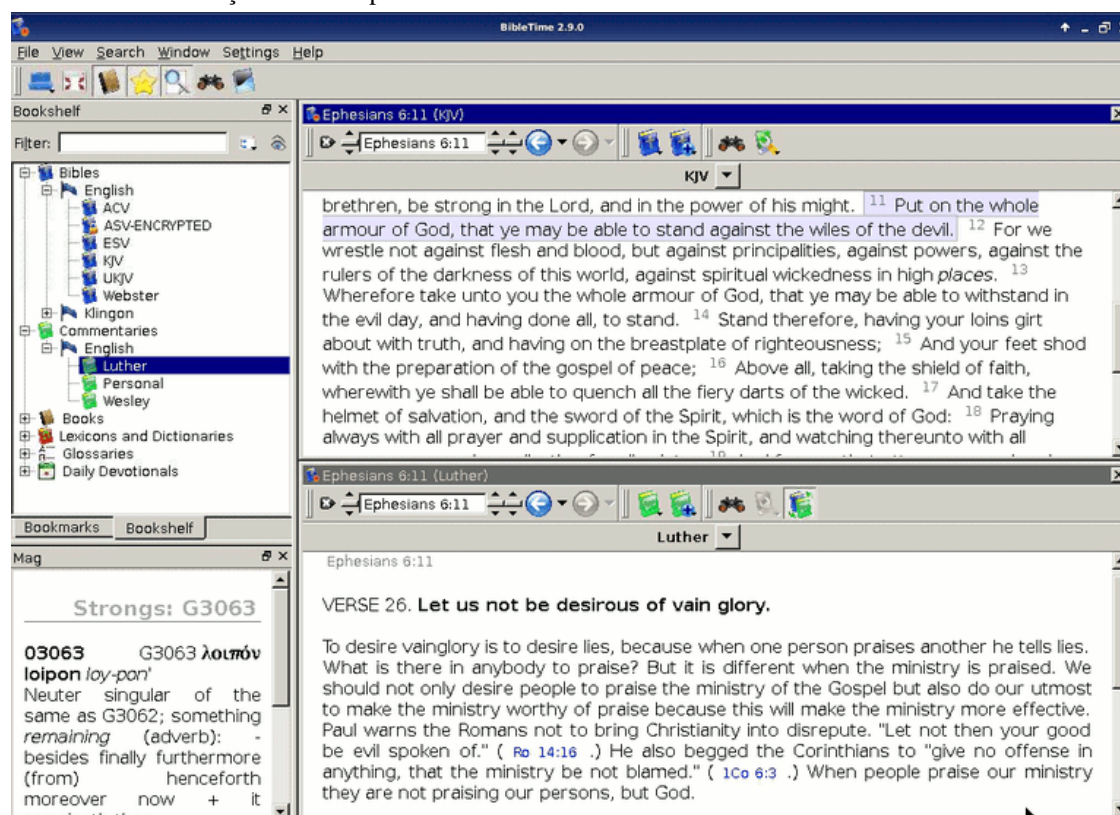 BibleTime 2.9.0
File View Search Window Settings Help
Bookshelf
Filter:
Bibles
English
ACV
ASV-ENCRYPTED
ESV
KJV
UKJV
Webster
Klingon
Commentaries
English
Luther
Personal
Wesley
Books
Lexicons and Dictionaries
Glossaries
Daily Devotionals
Bookmarks Bookshelf
Mag
Strongs: G3063
03063 G3063 λοιπόν
loipon loy-pon'
Neuter singular of the
same as G3062; something
remaining (adverb): -
besides finally furthermore
(from) henceforth
moreover now + it
Ephesians 6:11 (KJV)
Ephesians 6:11
KJV
brethren, be strong in the Lord, and in the power of his might. 11 Put on the whole
armour of God, that ye may be able to stand against the wiles of the devil. 12 For we
wrestle not against flesh and blood, but against principalities, against powers, against the
rulers of the darkness of this world, against spiritual wickedness in high places. 13
Wherefore take unto you the whole armour of God, that ye may be able to withstand in
the evil day, and having done all, to stand. 14 Stand therefore, having your loins girt
about with truth, and having on the breastplate of righteousness; 15 And your feet shod
with the preparation of the gospel of peace; 16 Above all, taking the shield of faith,
wherewith ye shall be able to quench all the fiery darts of the wicked. 17 And take the
helmet of salvation, and the sword of the Spirit, which is the word of God: 18 Praying
always with all prayer and supplication in the Spirit, and watching thereunto with all
Ephesians 6:11 (Luther)
Ephesians 6:11
Luther
Ephesians 6:11
VERSE 26. Let us not be desirous of vain glory.
To desire vainglory is to desire lies, because when one person praises another he tells lies.
What is there in anybody to praise? But it is different when the ministry is praised. We
should not only desire people to praise the ministry of the Gospel but also do our utmost
to make the ministry worthy of praise because this will make the ministry more effective.
Paul warns the Romans not to bring Christianity into disrepute. "Let not then your good
be evil spoken of." ( Ro 14:16 .) He also begged the Corinthians to "give no offense in
anything, that the ministry be not blamed." ( 1Co 6:3 .) When people praise our ministry
they are not praising our persons, but God.